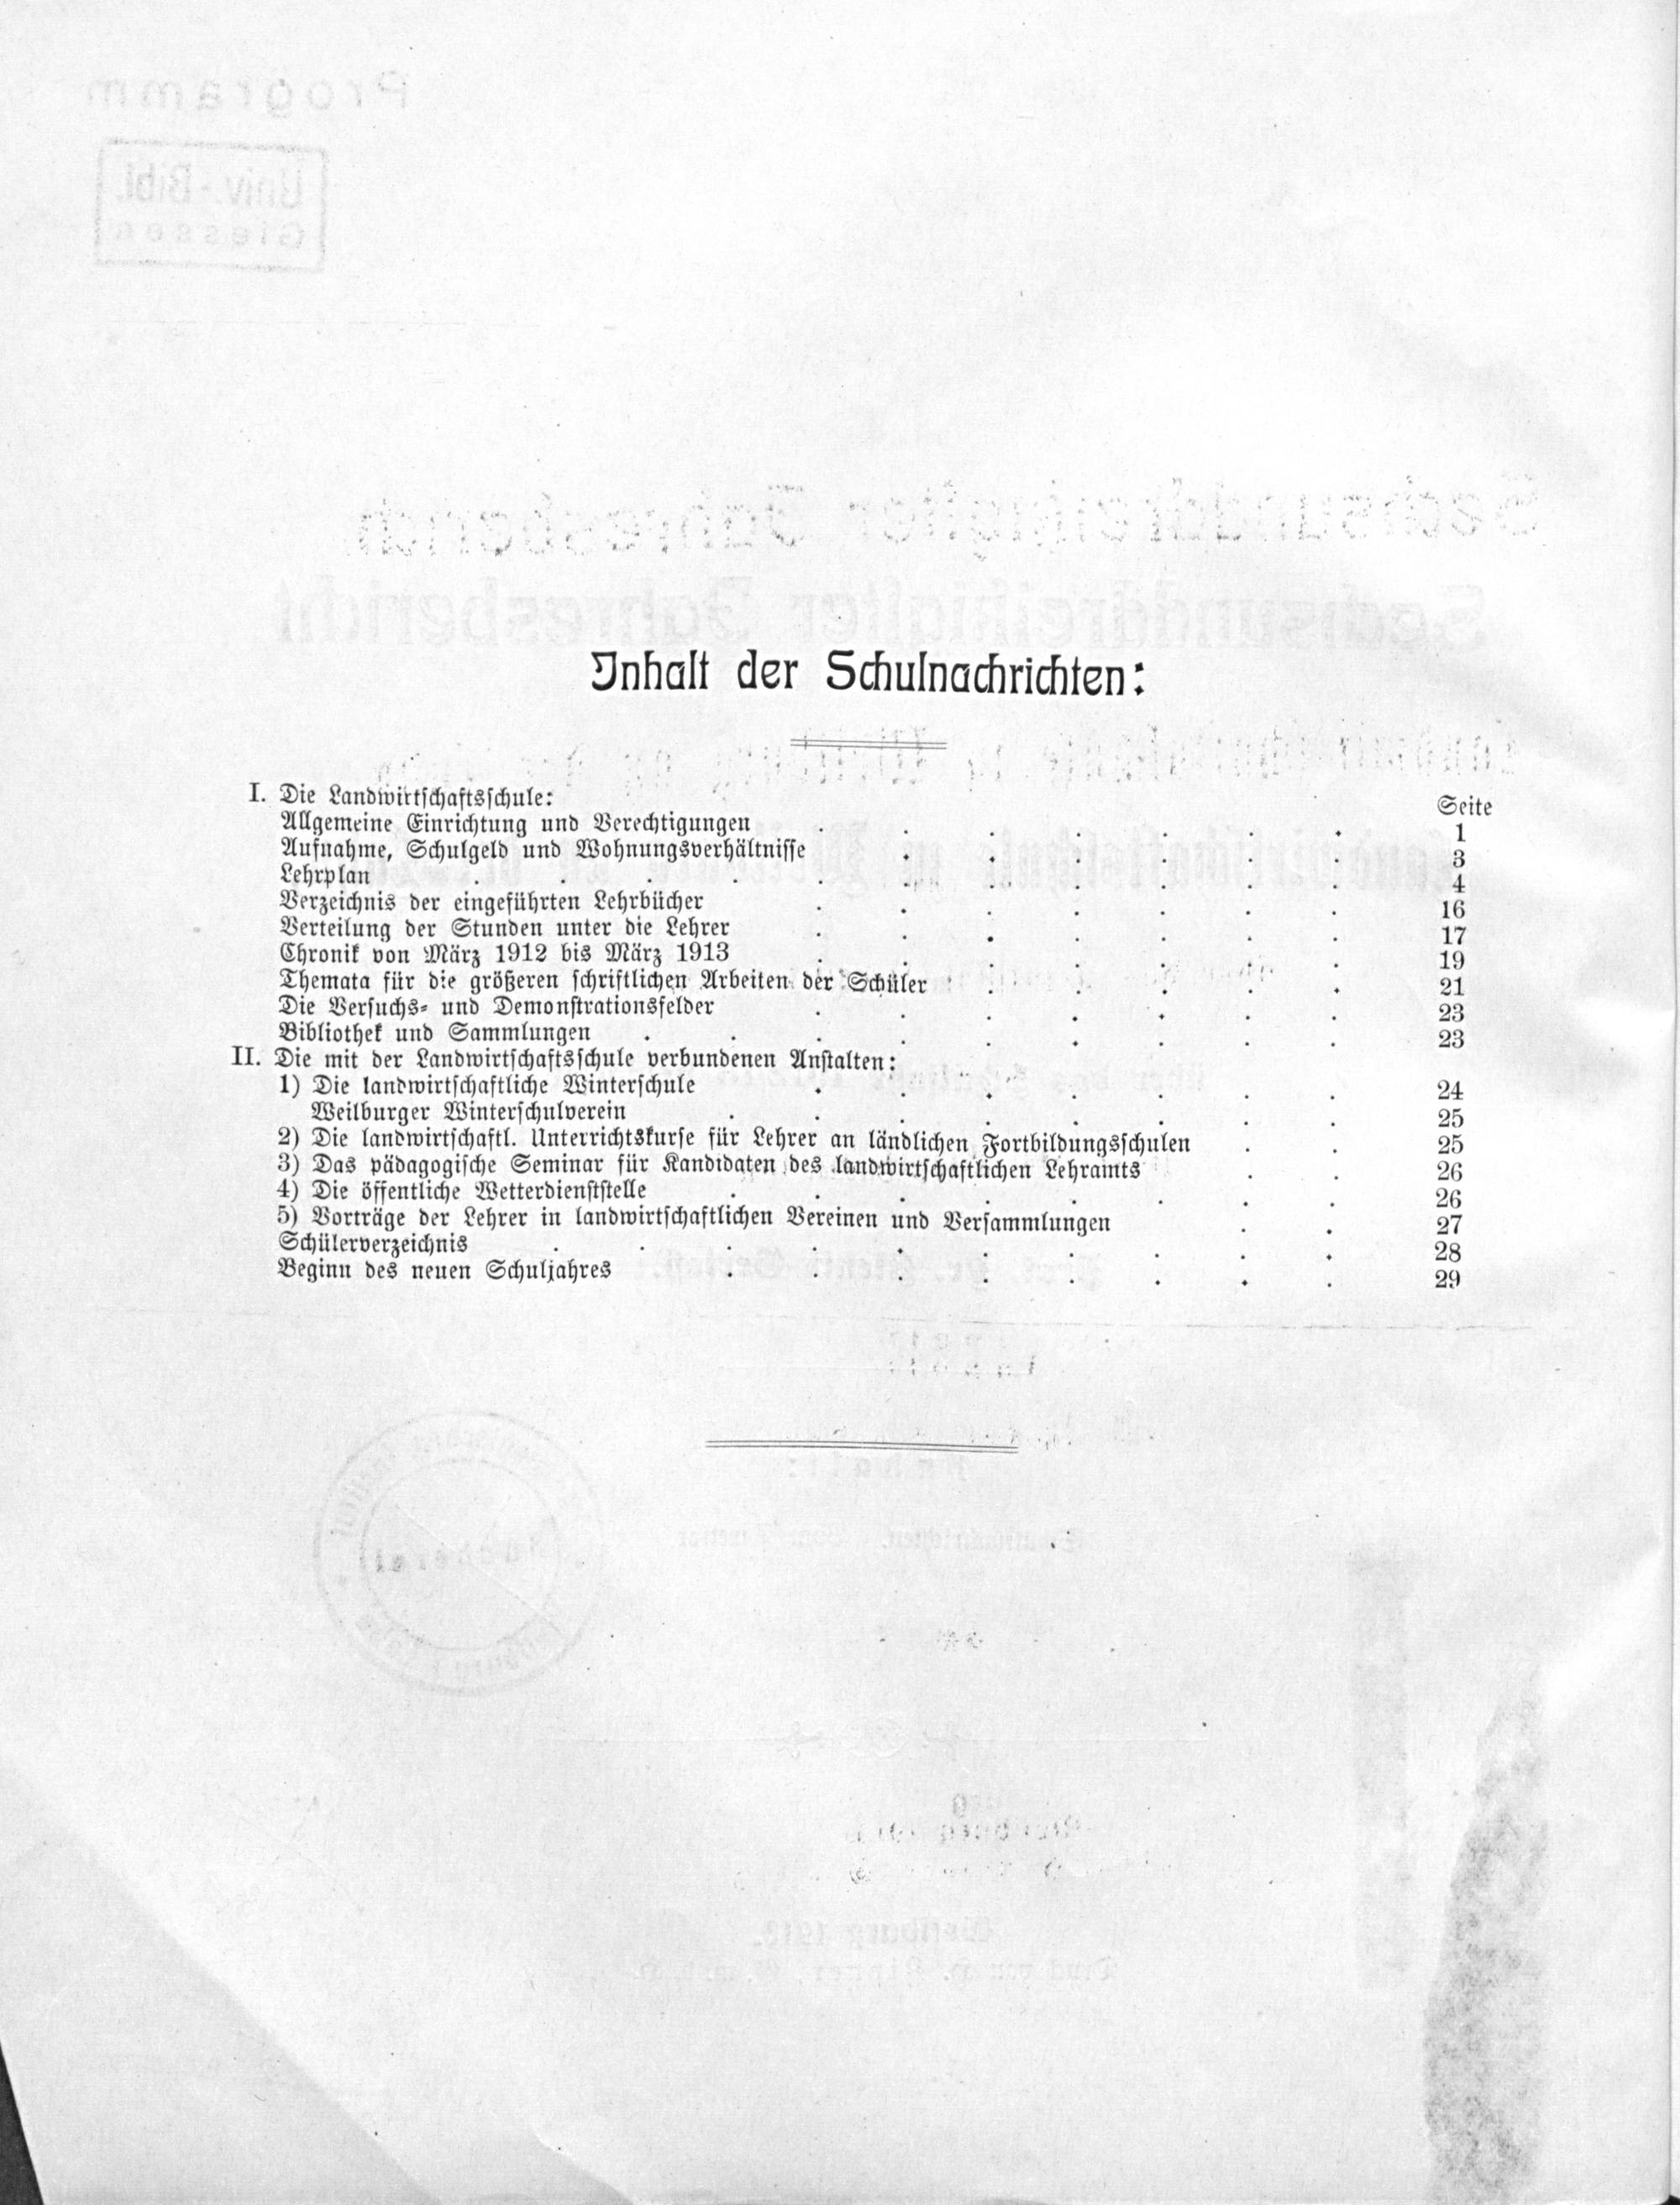 Inhalt der Schulnachrichten:
Seite
I. Die Landwirtschaftsschule:
Allgemeine Einrichtung und Berechtigungen . . . . . . . 1
Aufnahme, Schulgeld und Wohnungsverhältnisse . . . . . . 3
Lehrplan . . . . . . . . . . . 4
Verzeichnis der eingeführten Lehrbücher . . . . . . . 16
Verteilung der Stunden unter die Lehrer . . . . . . . 17
Chronik von März 1912 bis März 1913 . . . . . . . 19
Themata für die größeren schriftlichen Arbeiten der Schüler . . . . . 21
Die Versuchs- und Demonstrationsfelder . . . . . . . 23
Bibliothek und Sammlungen . . . . . . . . . 23
II. Die mit der Landwirtschaftsschule verbundenen Anstalten:
1) Die landwirtschaftliche Winterschule . . . . . . . 24
Weilburger Winterschulverein . . . . . . . . 25
2) Die landwirtschaftl. Unterrichtskurse für Lehrer an ländlichen Fortbildungsschulen . . 25
3) Das pädagogische Seminar für Kandidaten des landwirtschaftlichen Lehramts . . 26
4) Die öffentliche Wetterdienststelle . . . . . . . . 26
5) Vorträge der Lehrer in landwirtschaftlichen Vereinen und Versammlungen . . 27
Schülerverzeichnis . . . . . . . . . . 28
Beginn des neuen Schuljahres . . . . . . . . 29